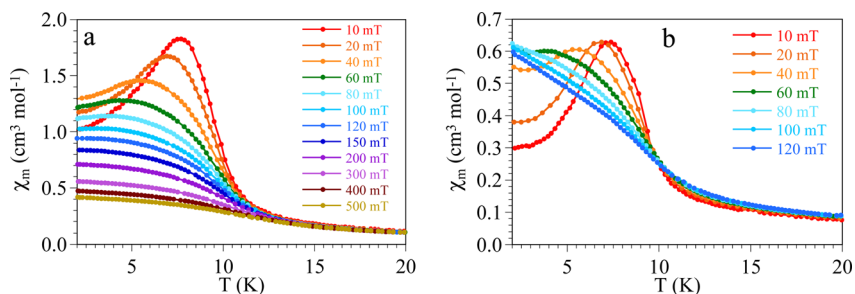 a
χm (cm³ mol⁻¹)
2.0
1.5
1.0
0.5
0.0
5
10
15
20
T (K)
10 mT
20 mT
40 mT
60 mT
80 mT
100 mT
120 mT
150 mT
200 mT
300 mT
400 mT
500 mT
b
χm (cm³ mol⁻¹)
0.7
0.6
0.5
0.4
0.3
0.2
0.1
0.0
5
10
15
20
T (K)
10 mT
20 mT
40 mT
60 mT
80 mT
100 mT
120 mT